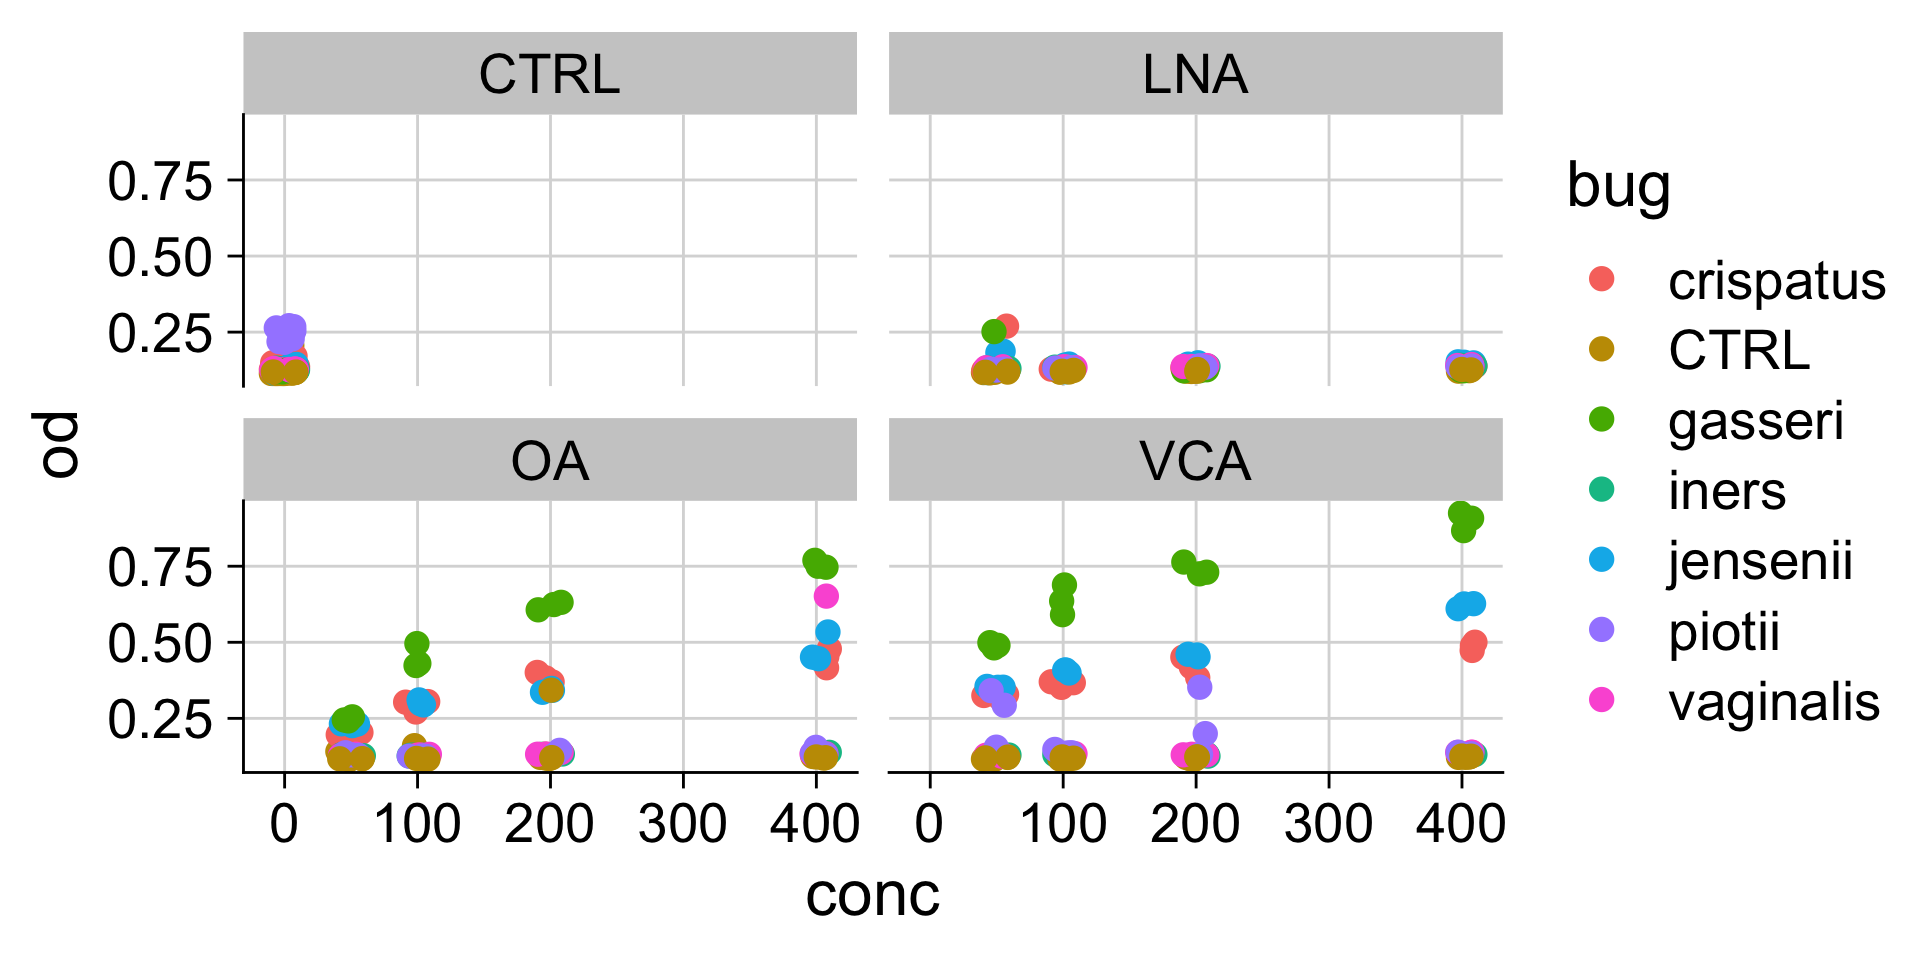 CTRL
LNA
0.75
0.50
0.25
OA
VCA
0.75
0.50
0.25
0 100 200 300 400
0 100 200 300 400
conc
od
bug
crispatus
CTRL
gasseri
iners
jensenii
piotii
vaginalis